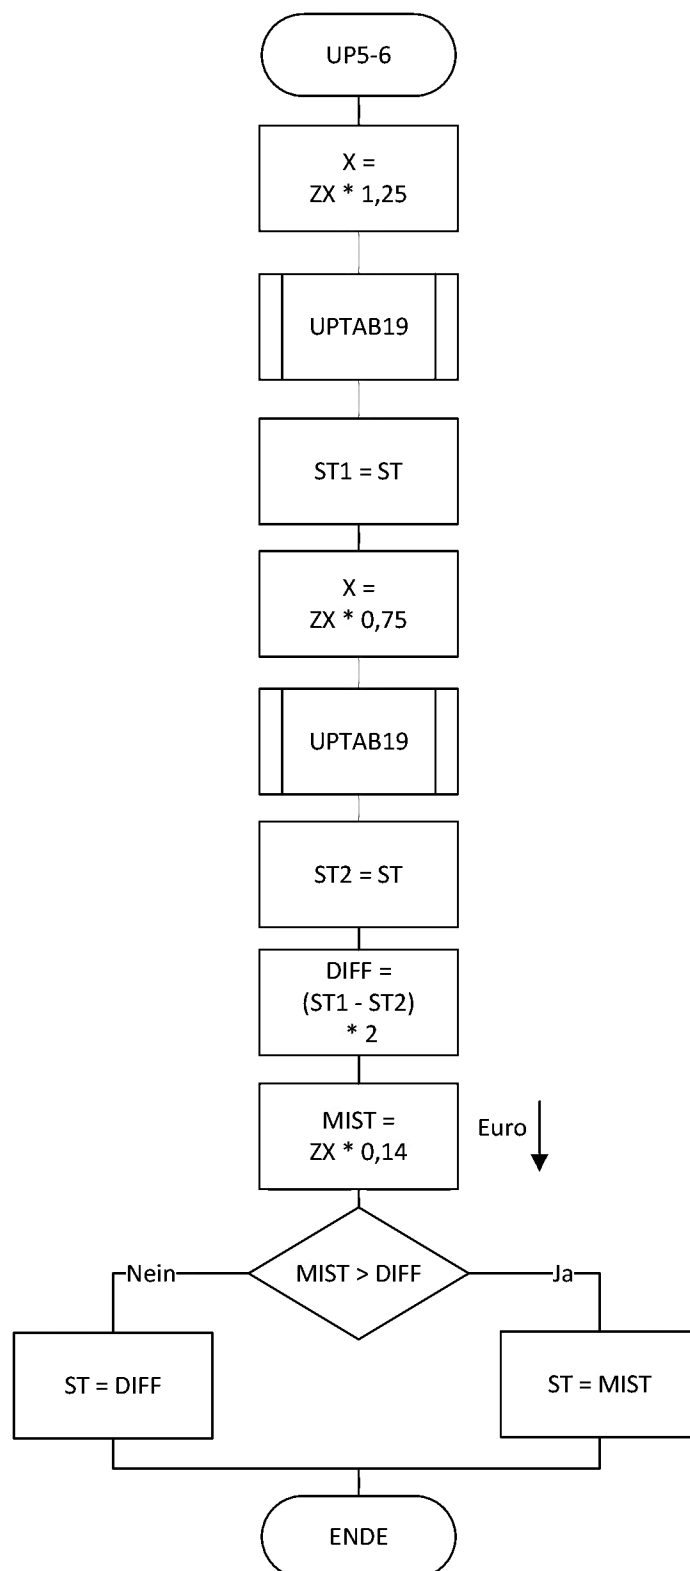 UP5-6
X =
ZX * 1,25
UPTAB19
ST1 = ST
X =
ZX * 0,75
UPTAB19
ST2 = ST
DIFF =
(ST1 - ST2)
* 2
MIST =
ZX * 0,14
Euro
Nein
MIST > DIFF
Ja
ST = DIFF
ST = MIST
ENDE